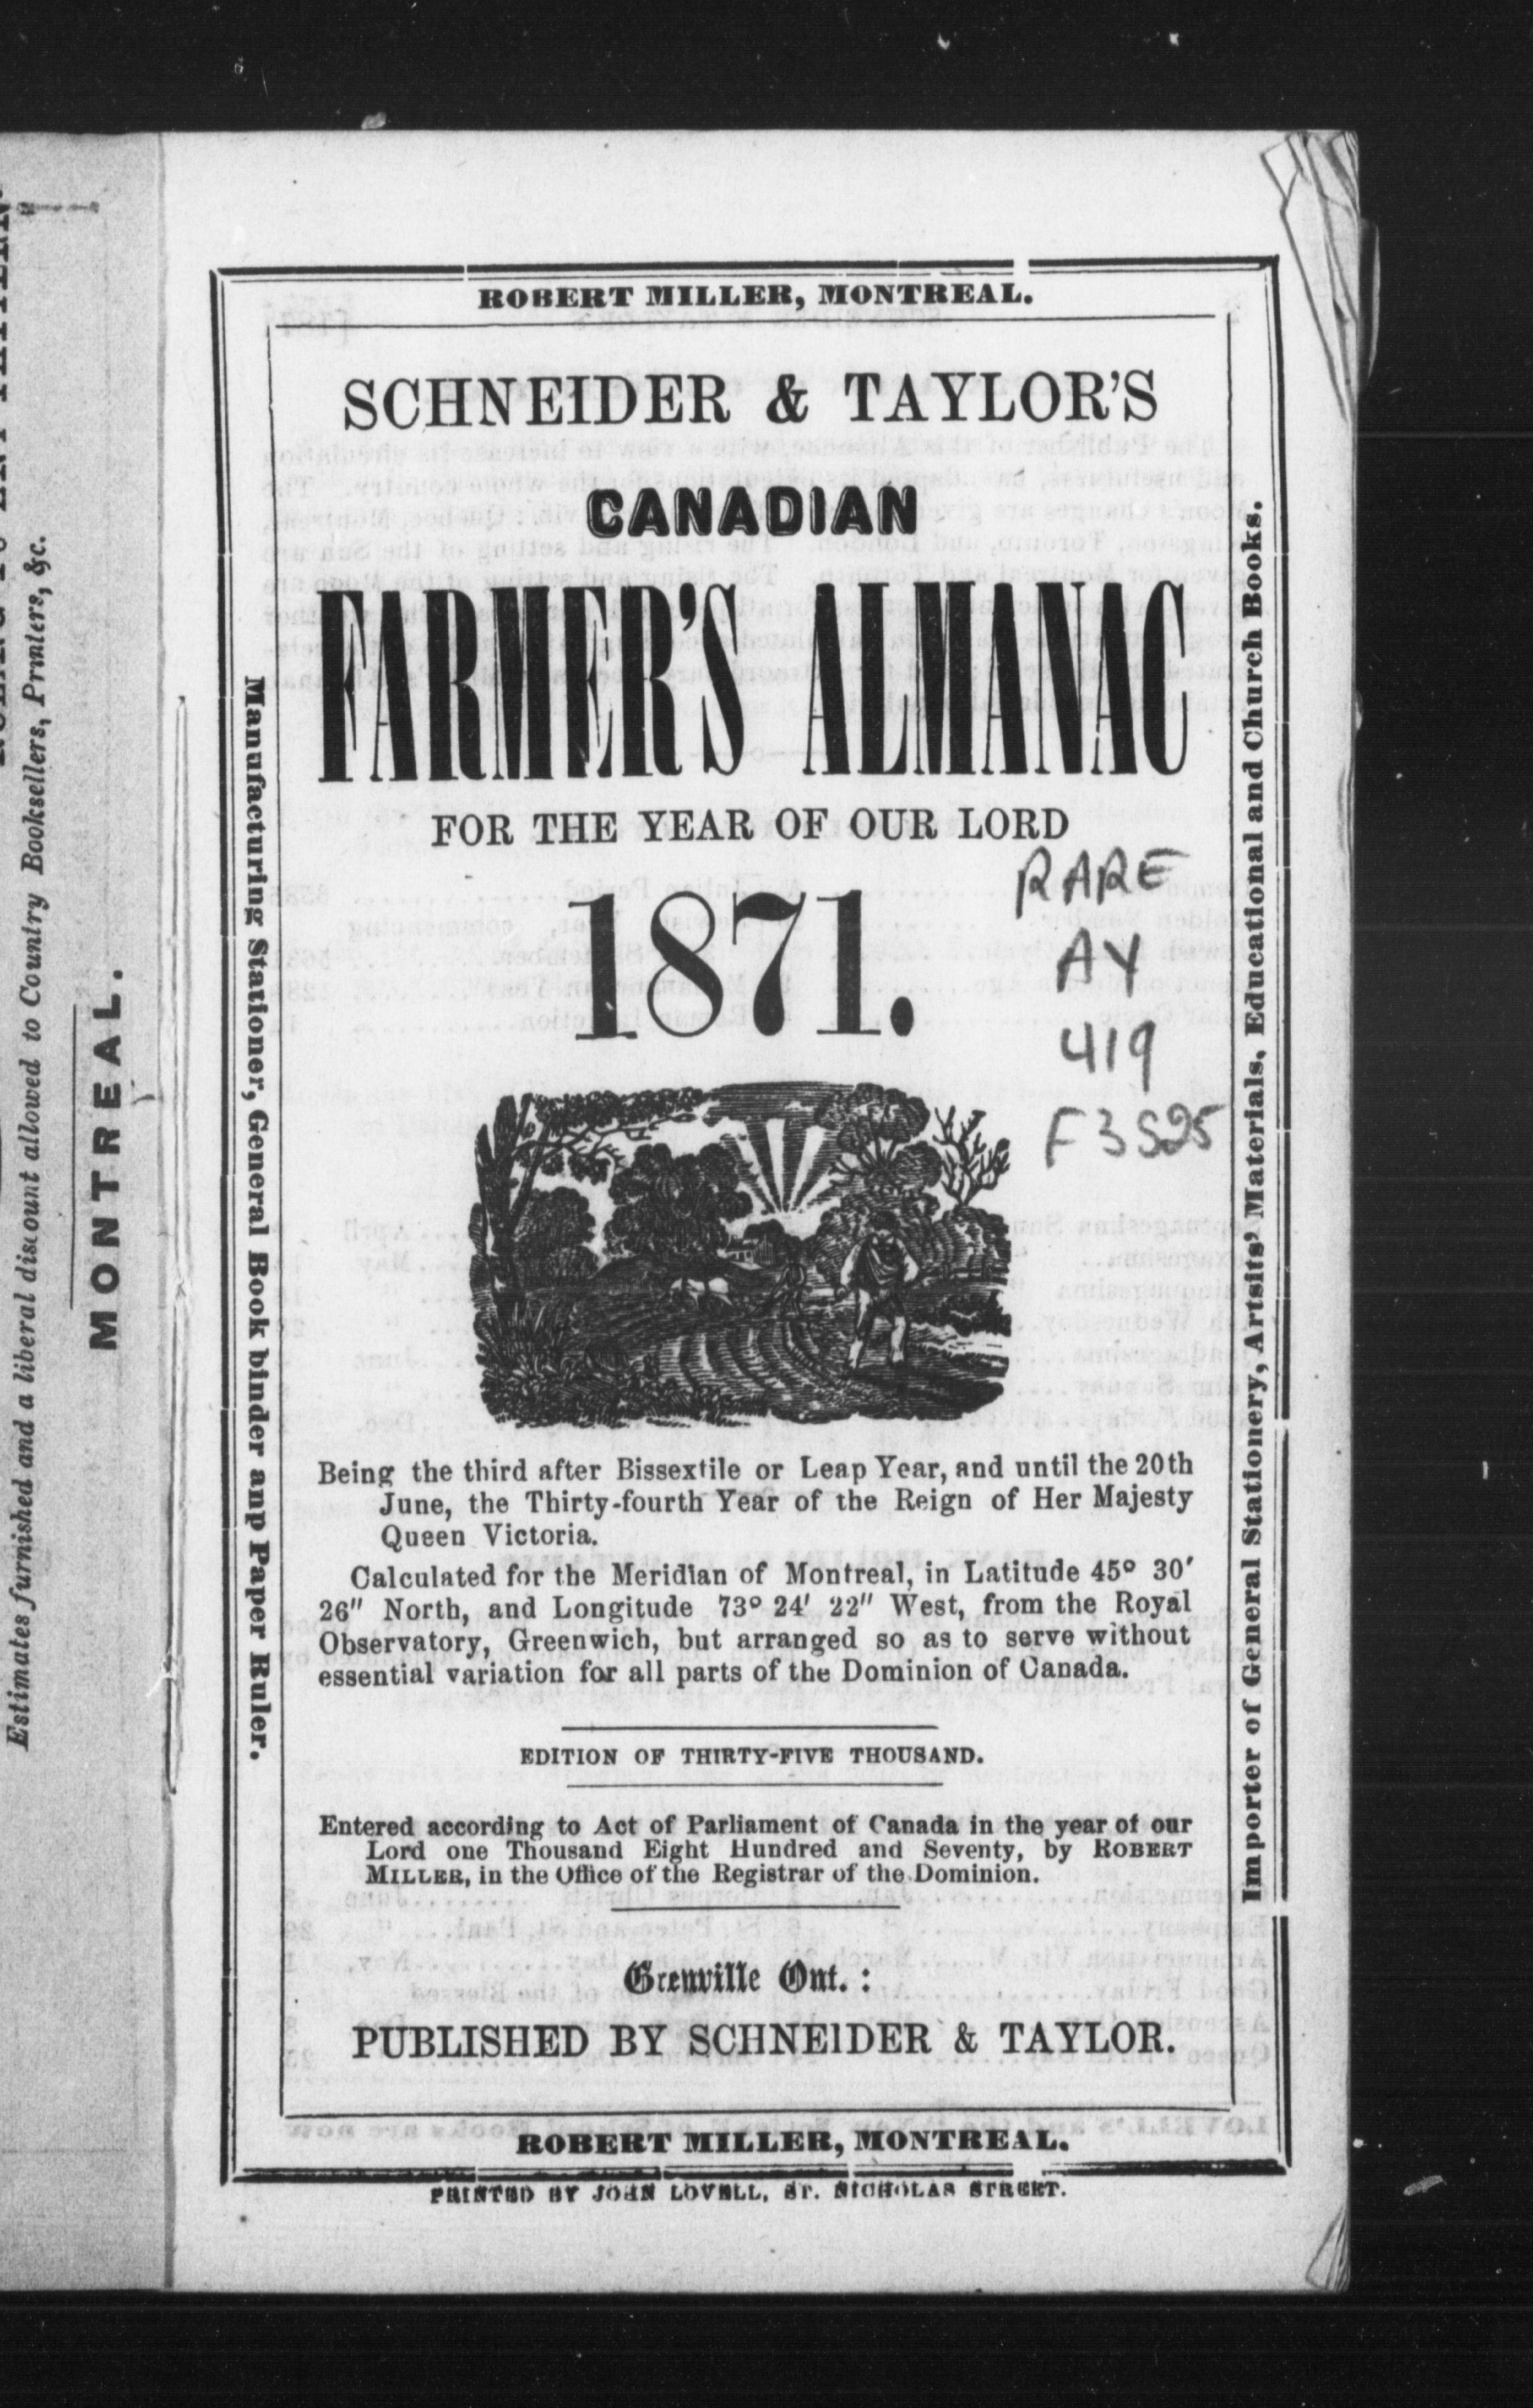 Estimates furnished and a liberal discount allowed to Country Booksellers, Printers, &c.
MONTREAL.
ROBERT MILLER, MONTREAL.
Manufacturing Stationer, General Book binder anp Paper Ruler.
SCHNEIDER & TAYLOR'S
CANADIAN
FARMER'S ALMANAC
FOR THE YEAR OF OUR LORD
1871.
RARE
AY
419
F3S25
Being the third after Bissextile or Leap Year, and until the 20th
June, the Thirty-fourth Year of the Reign of Her Majesty
Queen Victoria.
Calculated for the Meridian of Montreal, in Latitude 45° 30′
26″ North, and Longitude 73° 24′ 22″ West, from the Royal
Observatory, Greenwich, but arranged so as to serve without
essential variation for all parts of the Dominion of Canada.
EDITION OF THIRTY-FIVE THOUSAND.
Entered according to Act of Parliament of Canada in the year of our
Lord one Thousand Eight Hundred and Seventy, by ROBERT
MILLER, in the Office of the Registrar of the Dominion.
Grenville Ont. :
PUBLISHED BY SCHNEIDER & TAYLOR.
Importer of General Stationery, Artsits' Materials, Educational and Church Books.
ROBERT MILLER, MONTREAL.
PRINTED BY JOHN LOVELL, ST. NICHOLAS STREET.